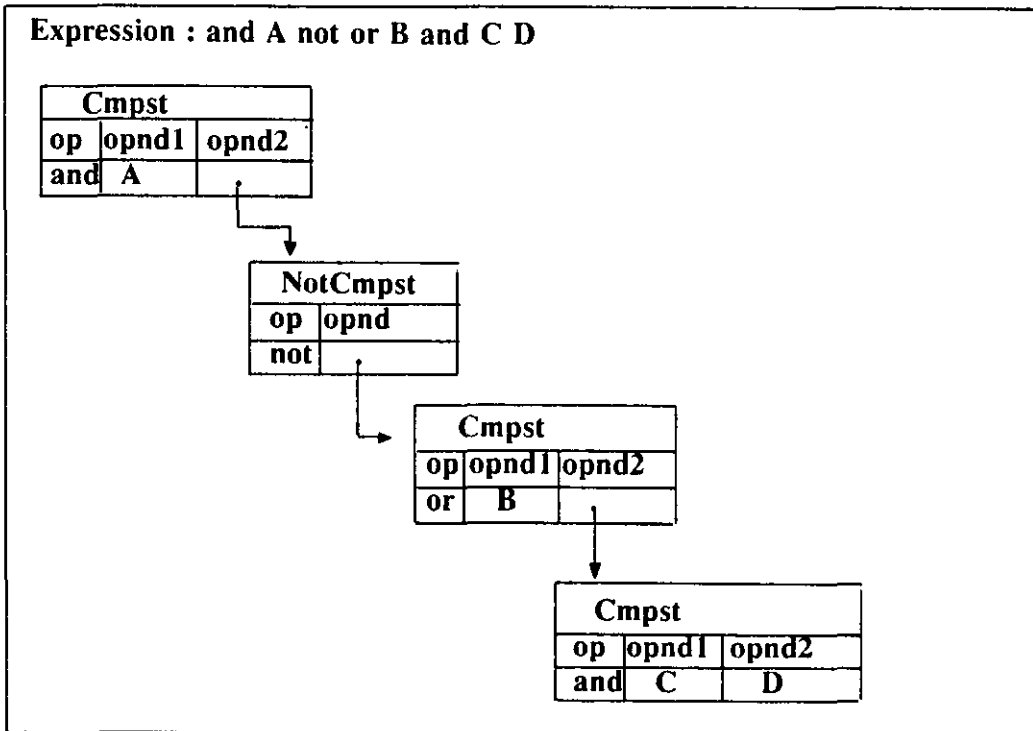 Expression : and A not or B and C D
Cmpst
op opnd1 opnd2
and A
NotCmpst
op opnd
not
Cmpst
op opnd1 opnd2
or B
Cmpst
op opnd1 opnd2
and C D